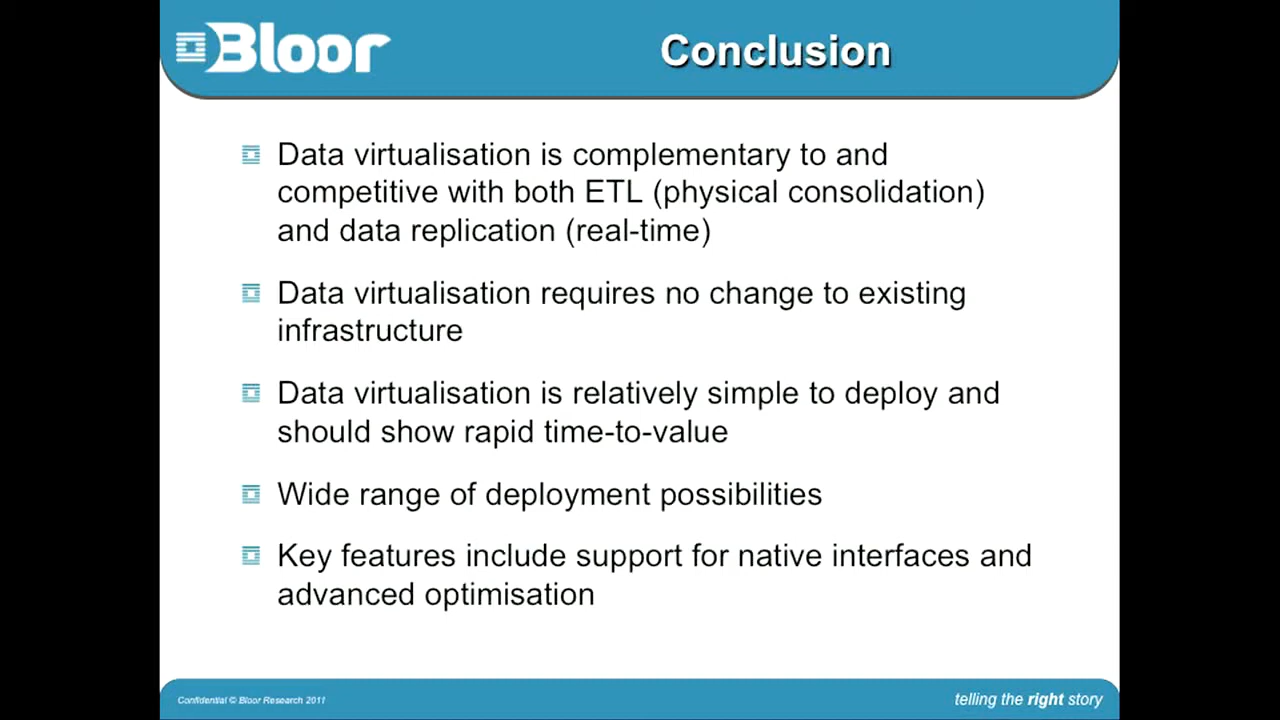 Bloor
Conclusion
Data virtualisation is complementary to and
competitive with both ETL (physical consolidation)
and data replication (real-time)
Data virtualisation requires no change to existing
infrastructure
Data virtualisation is relatively simple to deploy and
should show rapid time-to-value
Wide range of deployment possibilities
Key features include support for native interfaces and
advanced optimisation
Confidential © Bloor Research 2011
telling the right story